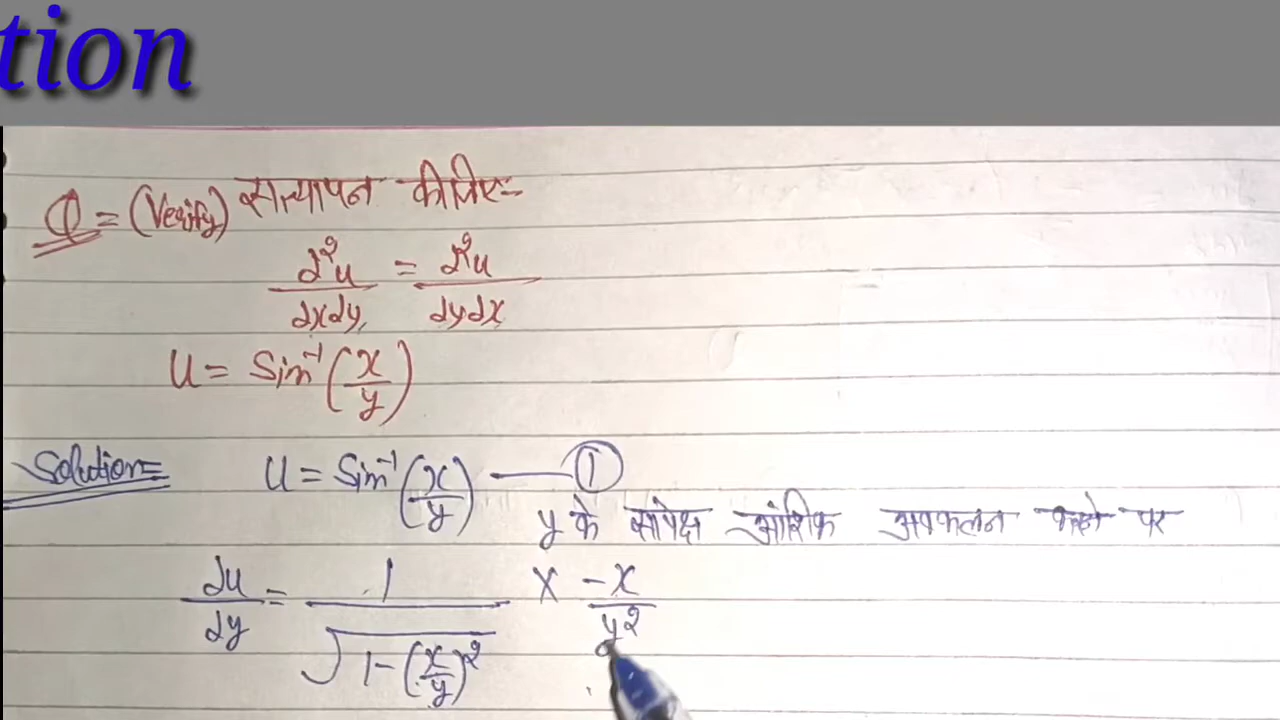 tion
Q = (Verify) सत्यापन कीजिए-
∂²u/∂x∂y = ∂²u/∂y∂x
u = Sin⁻¹(x/y)
Solution= u = Sin⁻¹(x/y) — ①
y के सापेक्ष आंशिक अवकलन करने पर
∂u/∂y = 1/√(1-(x/y)²) × -x/y²